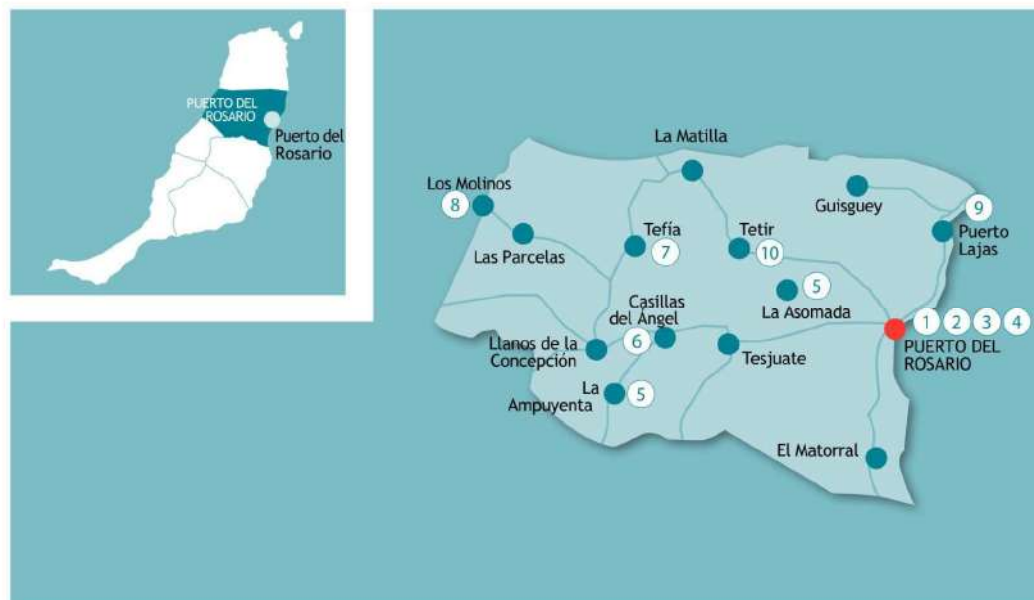 PUERTO DEL
ROSARIO
Puerto del
Rosario
La Matilla
Los Molinos
8
Guisguey
9
Puerto
Lajas
Tefía
7
Tetir
10
Las Parcelas
5
La Asomada
Casillas
del Ángel
6
1 2 3 4
PUERTO DEL
ROSARIO
Llanos de la
Concepción
Tesjuate
La
Ampuyenta
5
El Matorral